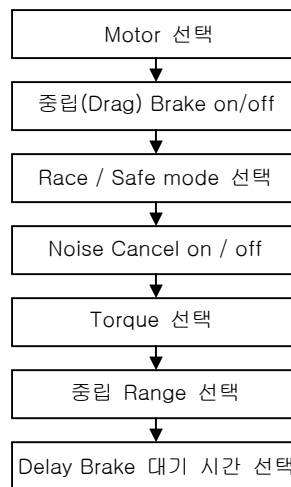 Motor 선택
중립(Drag) Brake on/off
Race / Safe mode 선택
Noise Cancel on / off
Torque 선택
중립 Range 선택
Delay Brake 대기 시간 선택